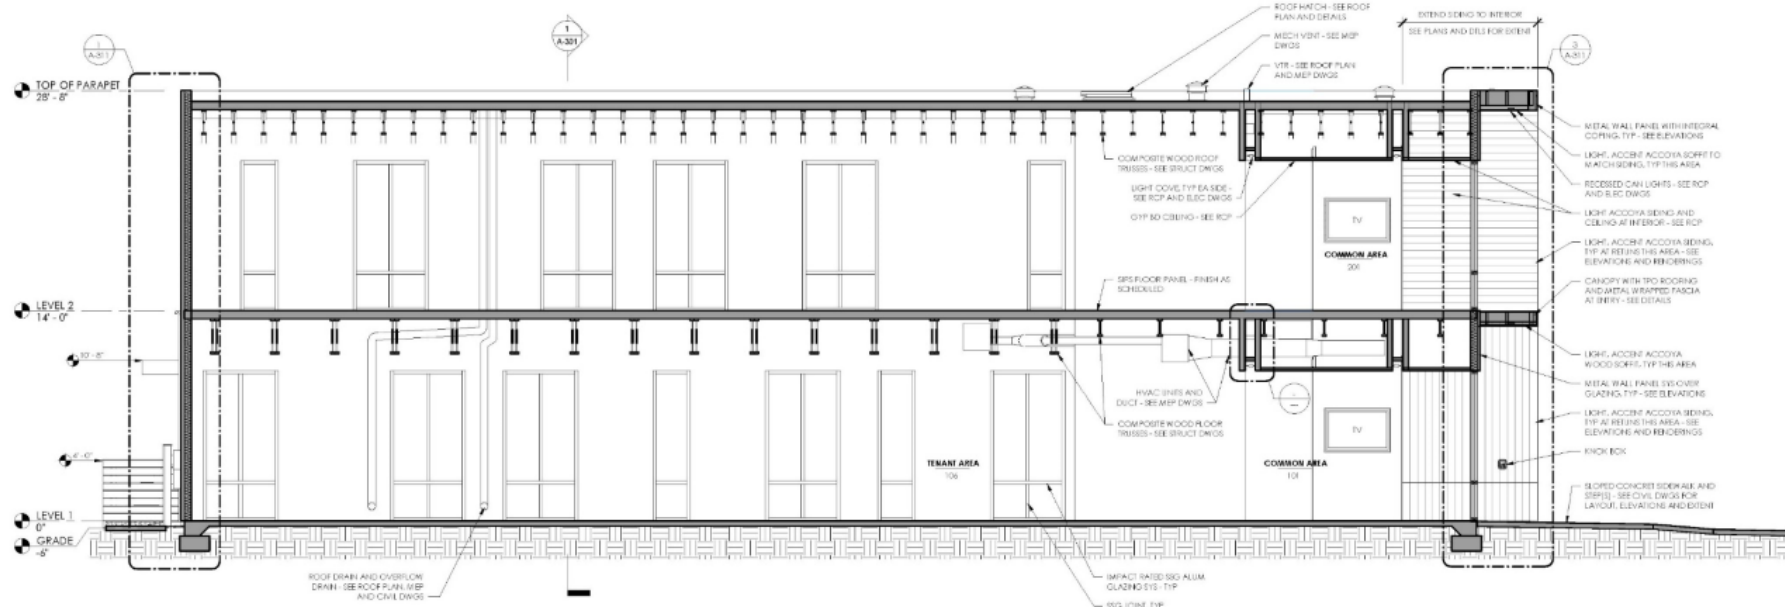 1
A-311
TOP OF PARAPET
28' - 8"
LEVEL 2
14' - 0"
10' - 8"
4' - 0"
LEVEL 1
0"
GRADE
-6"
1
A-301
ROOF HATCH - SEE ROOF
PLAN AND DETAILS
MECH VENT - SEE MEP
DWGS
VTR - SEE ROOF PLAN
AND MEP DWGS
EXTEND SIDING TO INTERIOR
SEE PLANS AND DTLS FOR EXTENT
3
A-311
COMPOSITE WOOD ROOF
TRUSSES - SEE STRUCT DWGS
LIGHT COVE, TYP EA SIDE -
SEE RCP AND ELEC DWGS
GYP BD CEILING - SEE RCP
TV
COMMON AREA
201
SIPS FLOOR PANEL - FINISH AS
SCHEDULED
HVAC UNITS AND
DUCT - SEE MEP DWGS
COMPOSITE WOOD FLOOR
TRUSSES - SEE STRUCT DWGS
TV
TENANT AREA
106
COMMON AREA
101
METAL WALL PANEL WITH INTEGRAL
COPING, TYP - SEE ELEVATIONS
LIGHT, ACCENT ACCOYA SOFFIT TO
MATCH SIDING, TYP THIS AREA
RECESSED CAN LIGHTS - SEE RCP
AND ELEC DWGS
LIGHT ACCOYA SIDING AND
CEILING AT INTERIOR - SEE RCP
LIGHT, ACCENT ACCOYA SIDING,
TYP AT RETURNS THIS AREA - SEE
ELEVATIONS AND RENDERINGS
CANOPY WITH TPO ROOFING
AND METAL WRAPPED FASCIA
AT ENTRY - SEE DETAILS
LIGHT, ACCENT ACCOYA
WOOD SOFFIT, TYP THIS AREA
METAL WALL PANEL SYS OVER
GLAZING, TYP - SEE ELEVATIONS
LIGHT, ACCENT ACCOYA SIDING,
TYP AT RETURNS THIS AREA - SEE
ELEVATIONS AND RENDERINGS
KNOX BOX
SLOPED CONCRET SIDEWALK AND
STEP(S) - SEE CIVIL DWGS FOR
LAYOUT, ELEVATIONS AND EXTENT
ROOF DRAIN AND OVERFLOW
DRAIN - SEE ROOF PLAN, MEP
AND CIVIL DWGS
IMPACT RATED SSG ALUM
GLAZING SYS - TYP
SSG JOINT, TYP